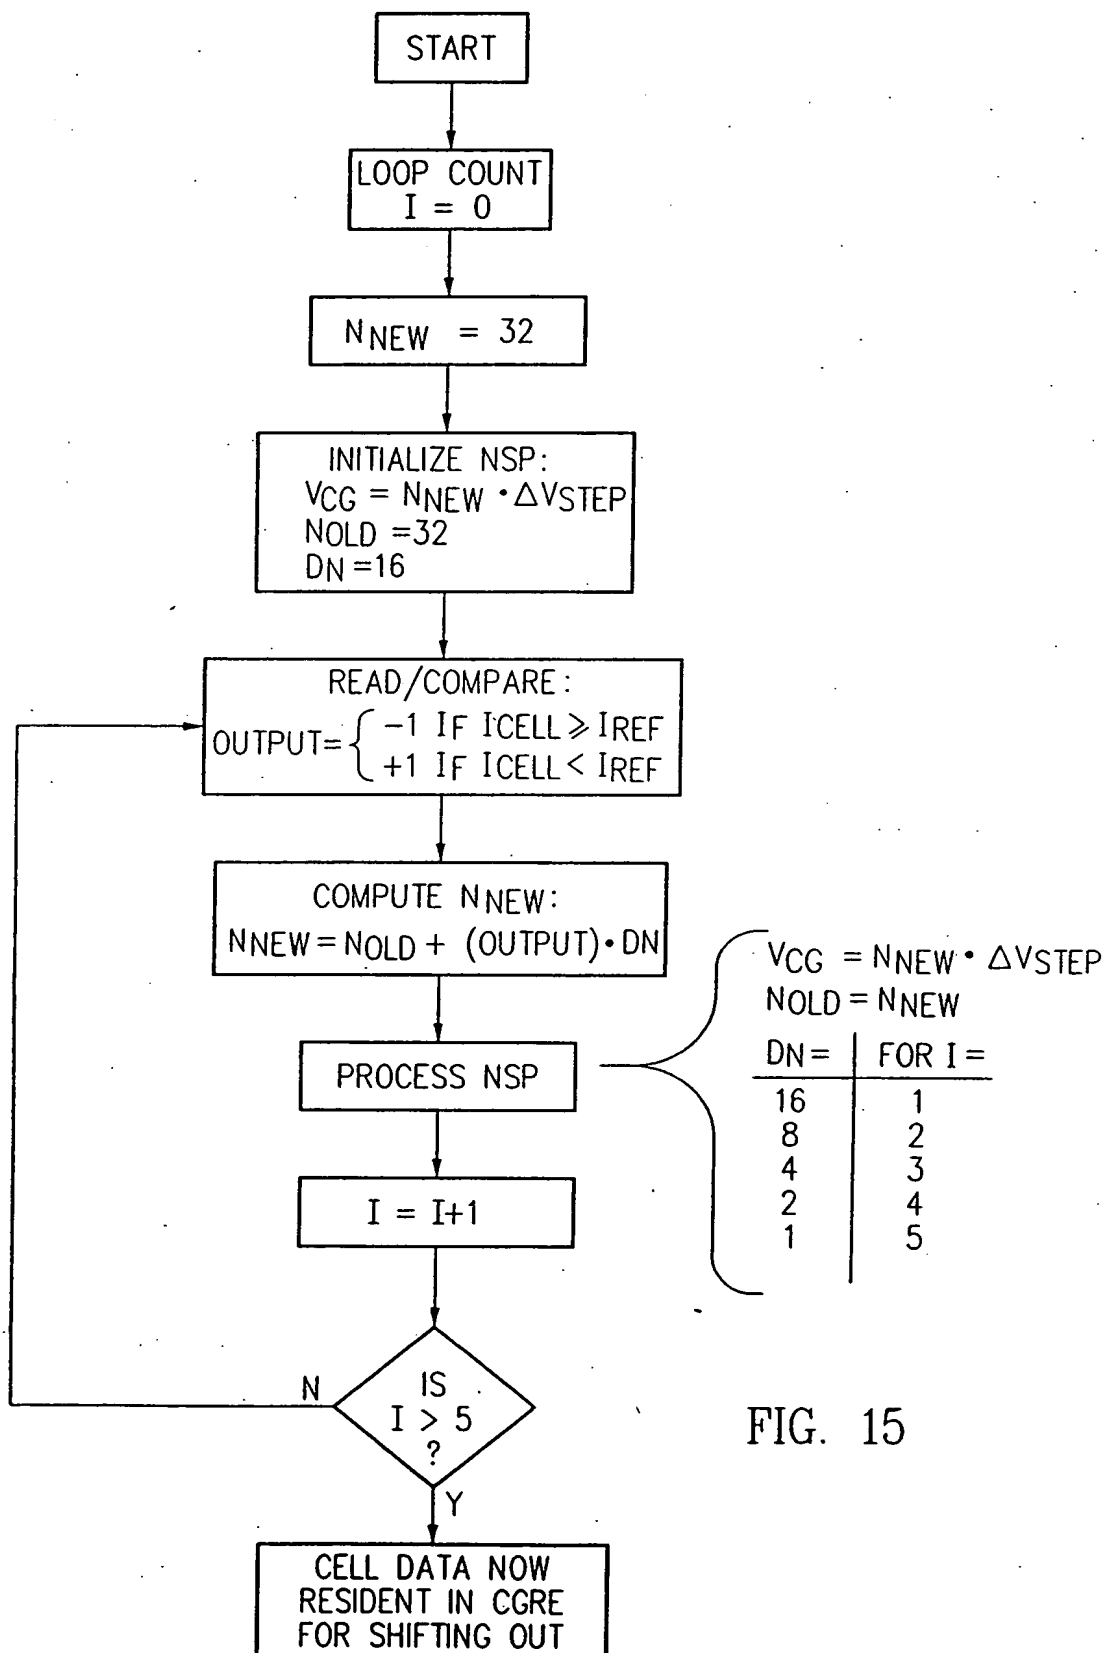 START
LOOP COUNT
I = 0
NNEW = 32
INITIALIZE NSP:
VCG = NNEW · ΔVSTEP
NOLD =32
DN =16
READ/COMPARE:
OUTPUT= { -1 IF ICELL ⩾ IREF
+1 IF ICELL < IREF
COMPUTE NNEW:
NNEW = NOLD + (OUTPUT)· DN
PROCESS NSP
VCG = NNEW · ΔVSTEP
NOLD = NNEW
DN = FOR I =
16 1
8 2
4 3
2 4
1 5
I = I+1
IS
I > 5
?
N
Y
CELL DATA NOW
RESIDENT IN CGRE
FOR SHIFTING OUT
FIG. 15